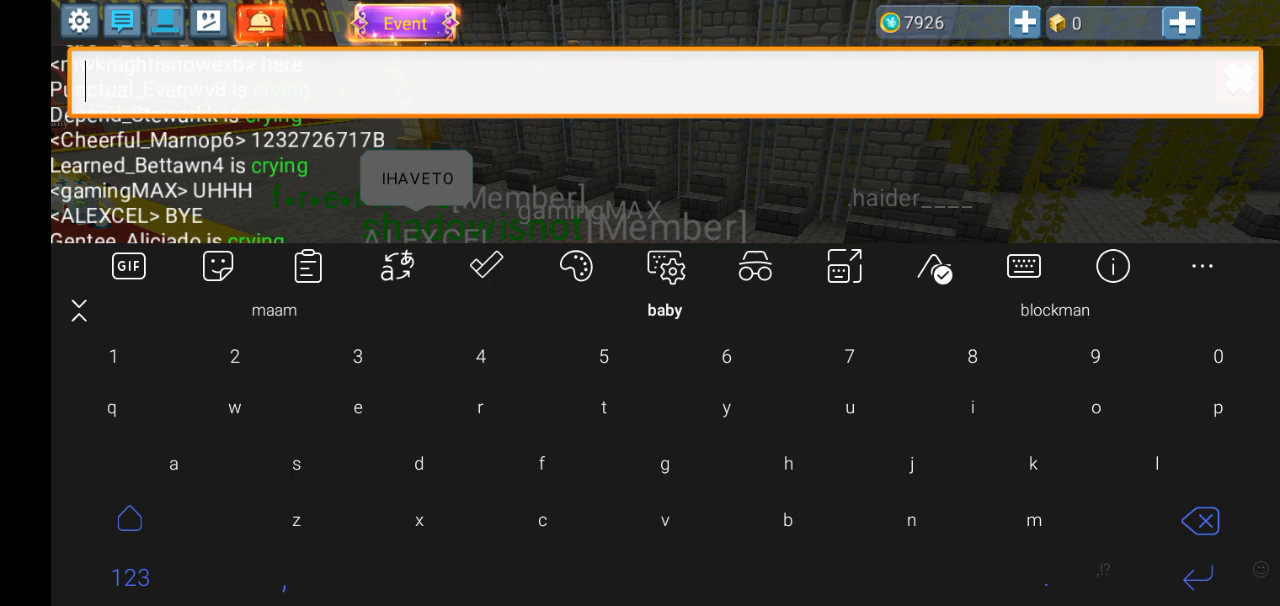 Event
7926
0
here
is crying
is crying
<Cheerful_Marnop6> 1232726717B
Learned_Bettawn4 is crying
<gamingMAX> UHHH
<ALEXCEL> BYE
Gentee_Aliciado is crying
IHAVETO
[Member]
gamingMAX
.haider____
shadowisnot[Member]
ALEXCEL
GIF
maam baby blockman
1 2 3 4 5 6 7 8 9 0
q w e r t y u i o p
a s d f g h j k l
z x c v b n m
123 , . ,!?